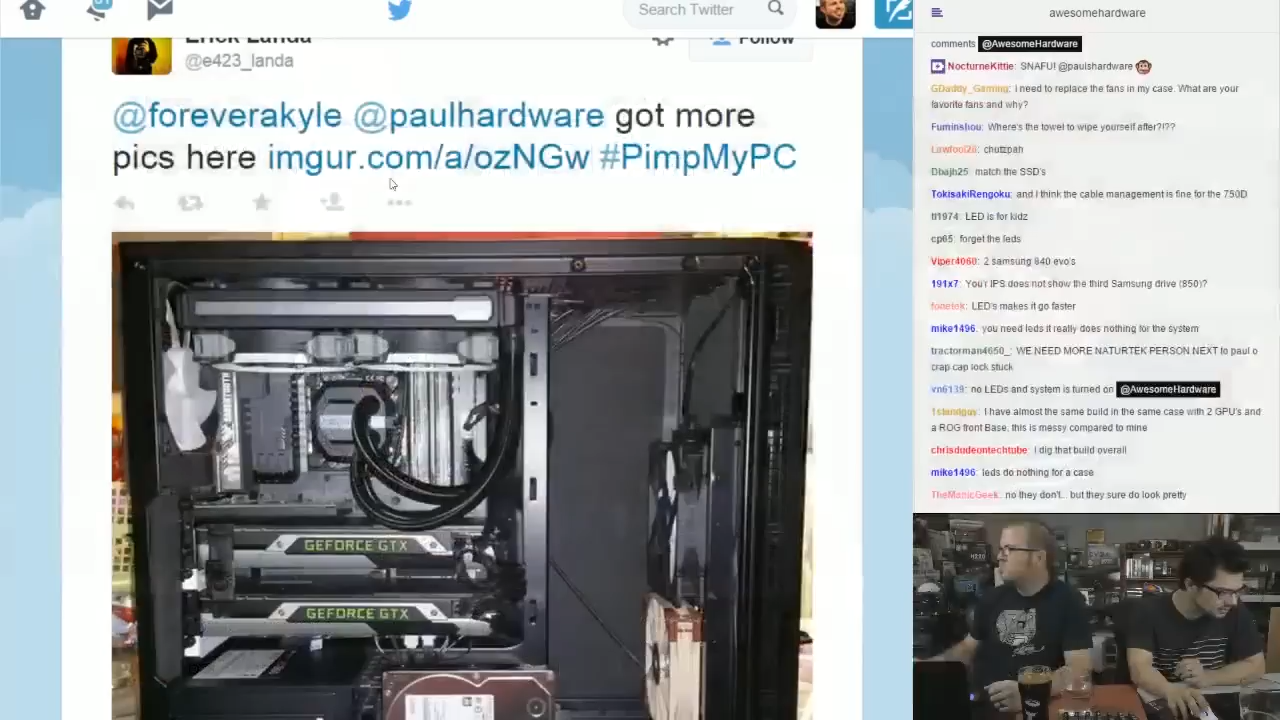 Search Twitter
Erick Landa
@e423_landa
Follow
@foreverakyle @paulhardware got more
pics here imgur.com/a/ozNGw #PimpMyPC
GEFORCE GTX
GEFORCE GTX
awesomehardware
comments @AwesomeHardware
NocturneKittie: SNAFU! @paulshardware
GDaddy_Gaming: i need to replace the fans in my case. What are your
favorite fans and why?
Fuminshou: Where's the towel to wipe yourself after?!??
chutzpah
Dbajh25: match the SSD's
TokisakiRengoku: and i think the cable management is fine for the 750D
tl1974: LED is for kidz
cp65: forget the leds
Viper4060: 2 samsung 840 evo's
191x7: You'r IPS does not show the third Samsung drive (850)?
fonetek: LED's makes it go faster
mike1496: you need leds it really does nothing for the system
tractorman4650_: WE NEED MORE NATURTEK PERSON NEXT to paul o
crap cap lock stuck
vn6139: no LEDs and system is turned on @AwesomeHardware
1standguy: I have almost the same build in the same case with 2 GPU's and
a ROG front Base, this is messy compared to mine
chrisdudeontechtube: I dig that build overall
mike1496: leds do nothing for a case
TheManicGeek: no they don't... but they sure do look pretty